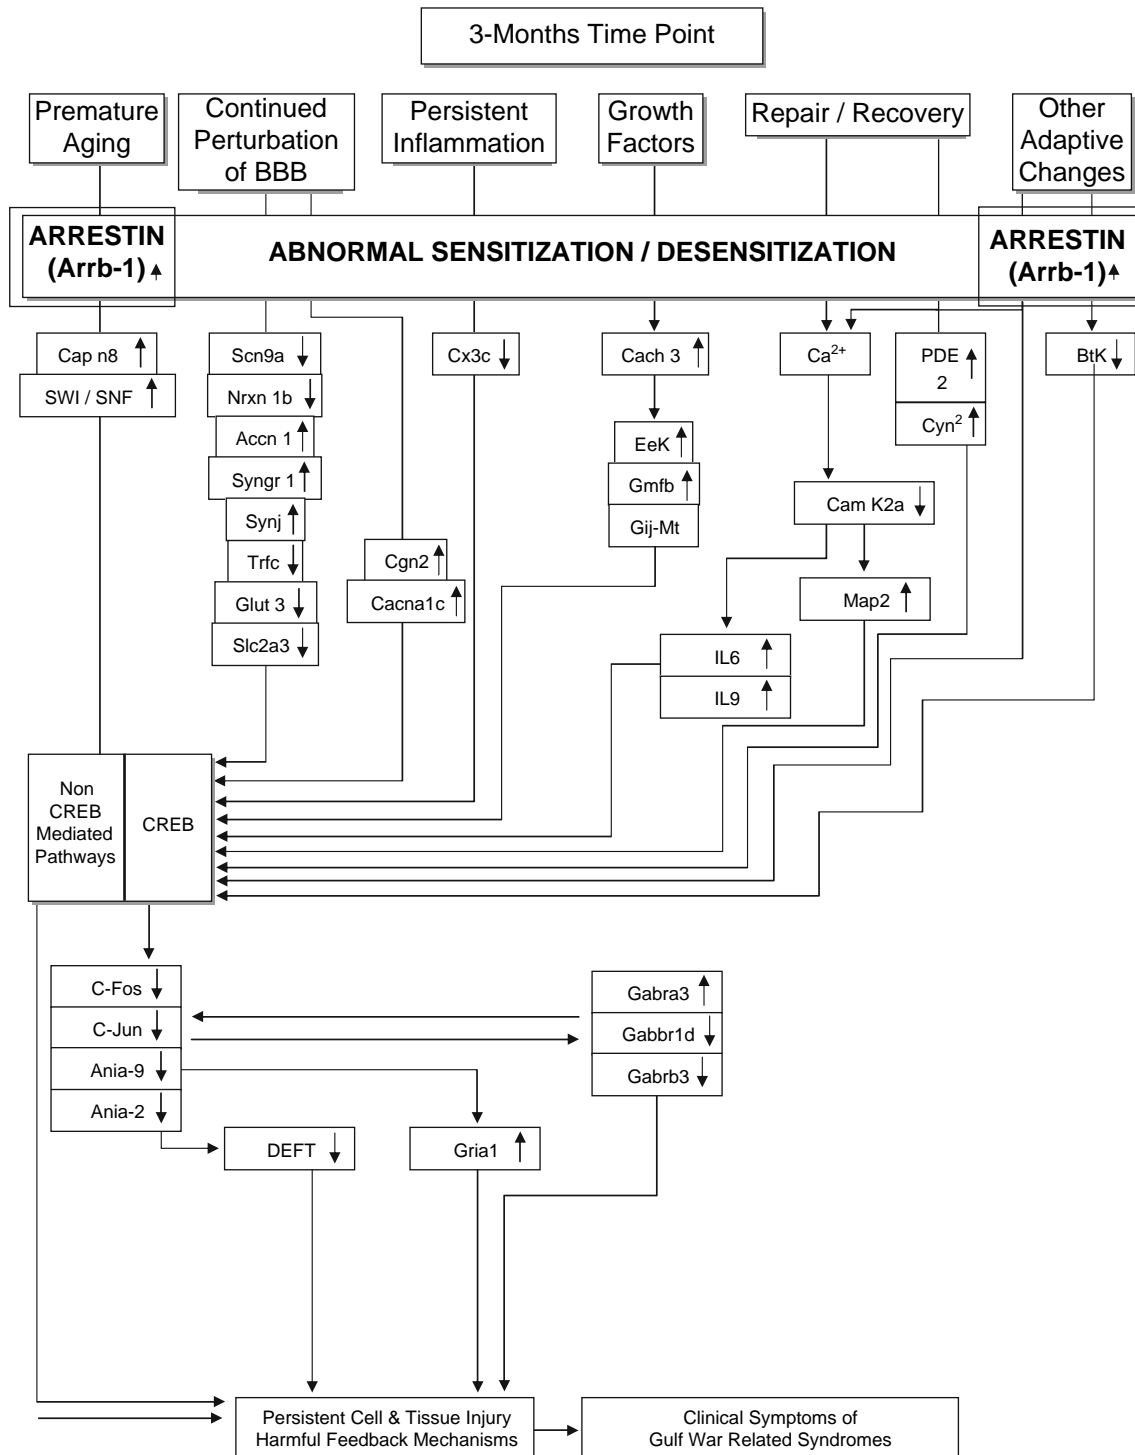 3-Months Time Point
Premature
Aging
Continued
Perturbation
of BBB
Persistent
Inflammation
Growth
Factors
Repair / Recovery
Other
Adaptive
Changes
ARRESTIN
(Arrb-1)
ABNORMAL SENSITIZATION / DESENSITIZATION
ARRESTIN
(Arrb-1)
Cap n8
SWI / SNF
Scn9a
Nrxn 1b
Accn 1
Syngr 1
Synj
Trfc
Glut 3
Slc2a3
Cgn2
Cacna1c
Cx3c
Cach 3
EeK
Gmfb
Gij-Mt
Ca2+
Cam K2a
Map2
IL6
IL9
PDE
2
Cyn2
BtK
Non
CREB
Mediated
Pathways
CREB
C-Fos
C-Jun
Ania-9
Ania-2
Gabra3
Gabbr1d
Gabrb3
DEFT
Gria1
Persistent Cell & Tissue Injury
Harmful Feedback Mechanisms
Clinical Symptoms of
Gulf War Related Syndromes